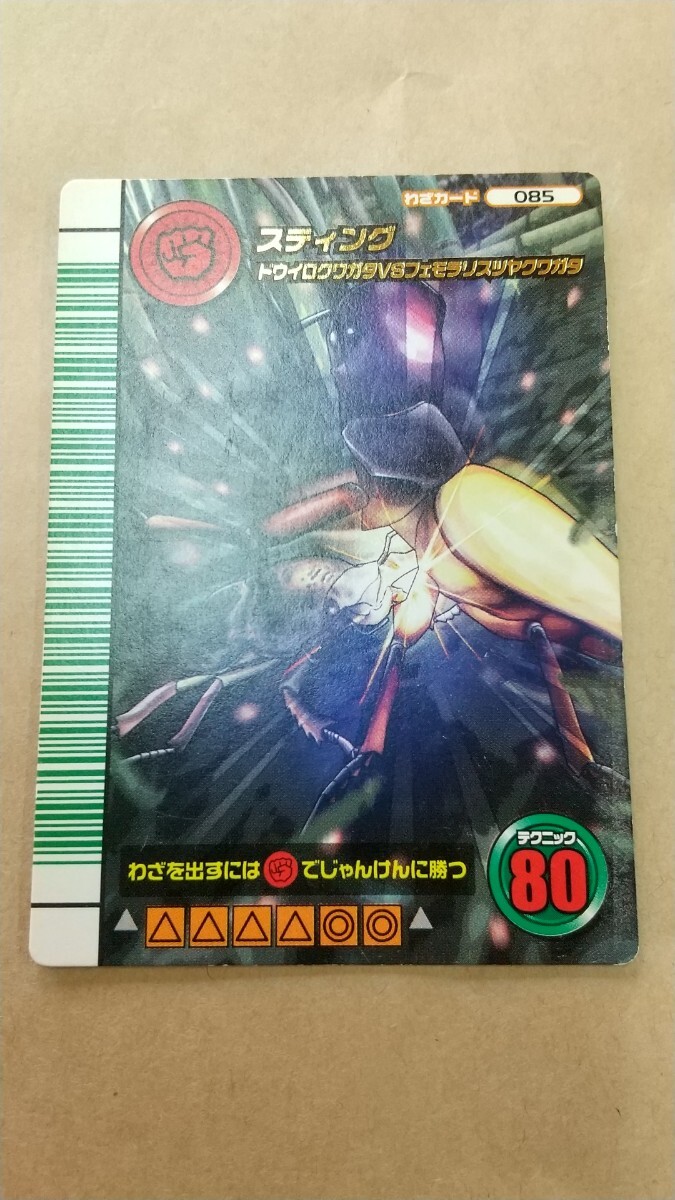 わざカード 085
スティング
ドウイロクワガタVSフェモラリスツヤクワガタ
わざを出すには でじゃんけんに勝つ
テクニック
80